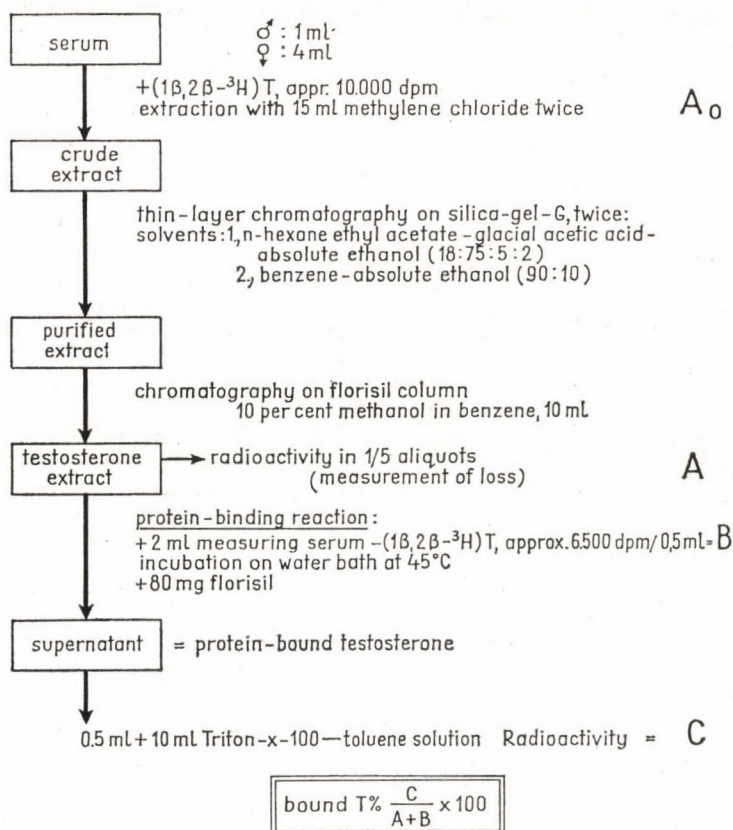 serum
♂ : 1 ml
♀ : 4 ml
+(1β,2β-³H) T, appr. 10.000 dpm
extraction with 15 ml methylene chloride twice
A₀
crude
extract
thin-layer chromatography on silica-gel-G, twice:
solvents: 1., n-hexane ethyl acetate - glacial acetic acid-
absolute ethanol (18:75:5:2)
2., benzene-absolute ethanol (90:10)
purified
extract
chromatography on florisil column
10 per cent methanol in benzene, 10 ml
testosterone
extract
radioactivity in 1/5 aliquots
(measurement of loss)
A
protein-binding reaction:
+2 ml measuring serum -(1β,2β-³H) T, approx. 6.500 dpm/0,5 ml = B
incubation on water bath at 45°C
+80 mg florisil
supernatant = protein-bound testosterone
0.5 ml + 10 ml Triton-x-100—toluene solution Radioactivity = C
bound T% C/A+B x 100